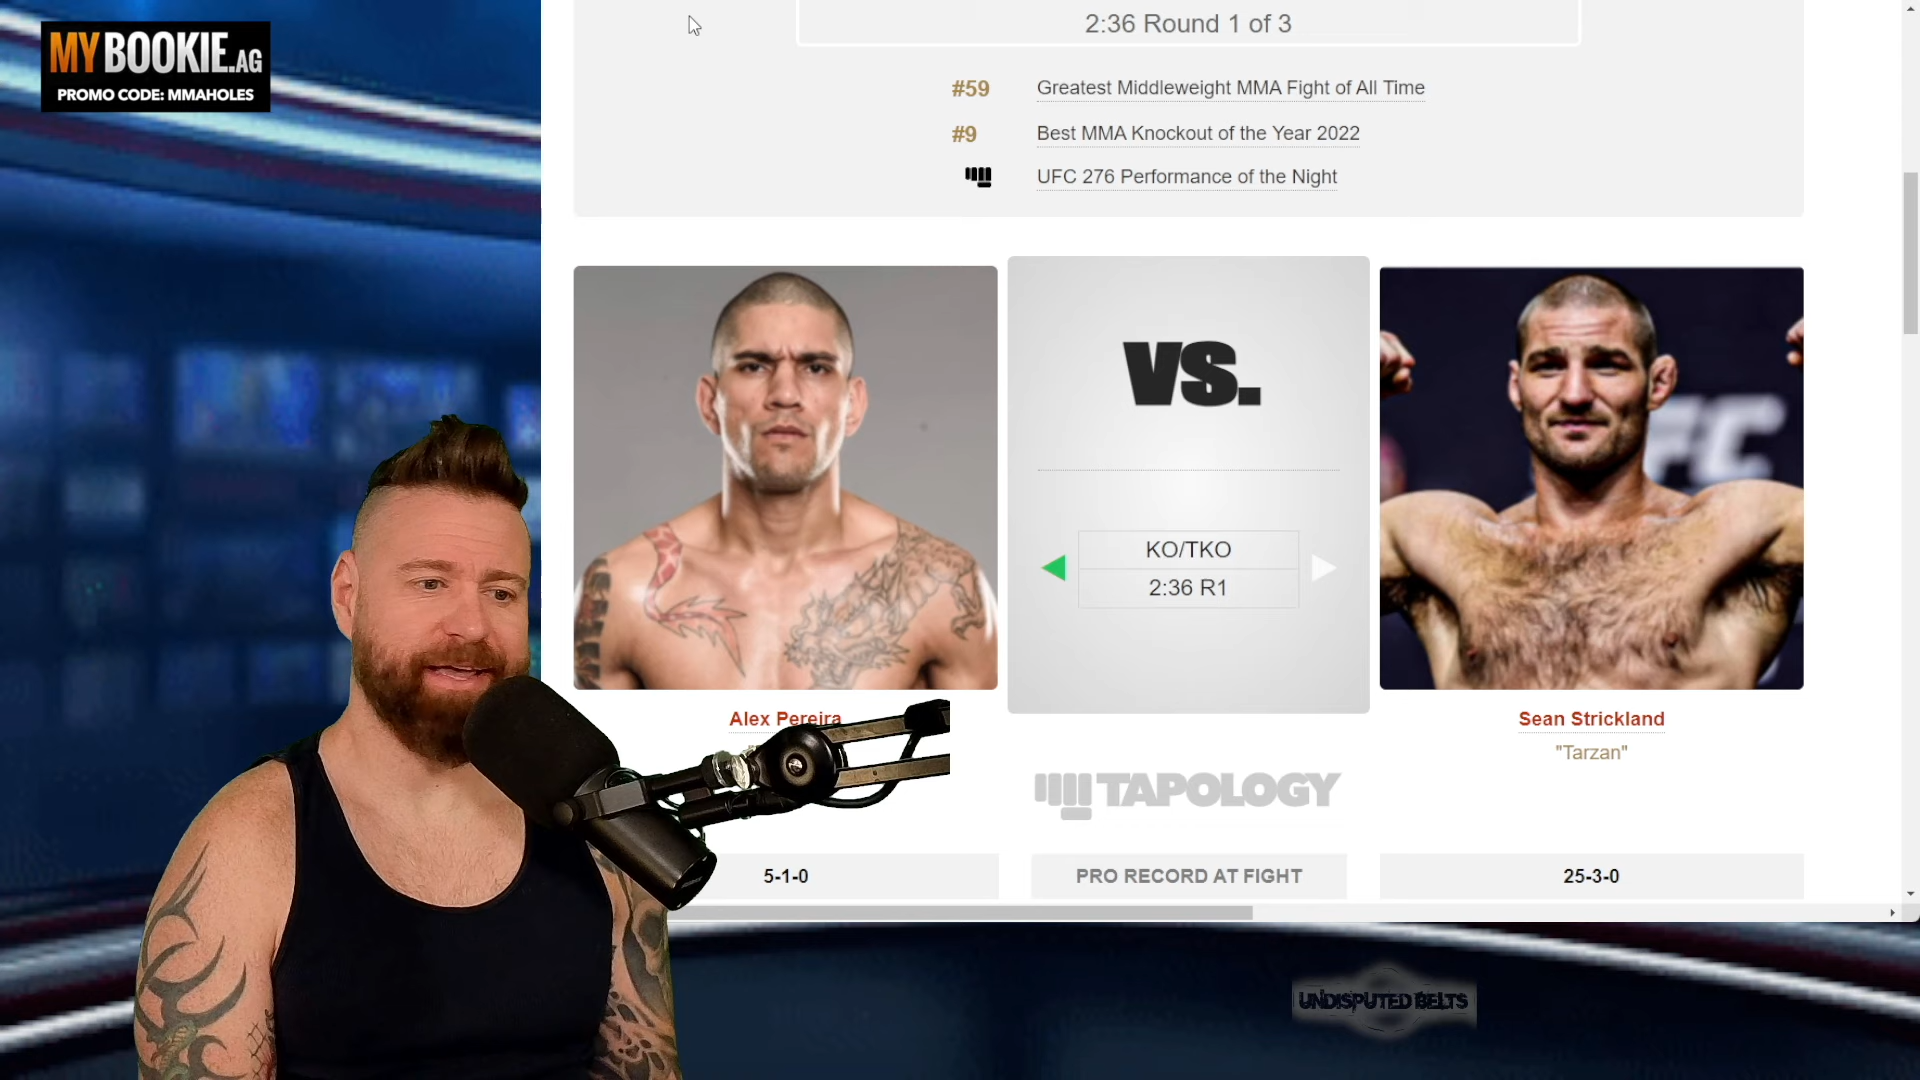 MYBOOKIE.AG
PROMO CODE: MMAHOLES
2:36 Round 1 of 3
#59 Greatest Middleweight MMA Fight of All Time
#9 Best MMA Knockout of the Year 2022
UFC 276 Performance of the Night
VS.
KO/TKO
2:36 R1
FC
Alex Pereira
Sean Strickland
"Tarzan"
TAPOLOGY
5-1-0
PRO RECORD AT FIGHT
25-3-0
UNDISPUTED BELTS